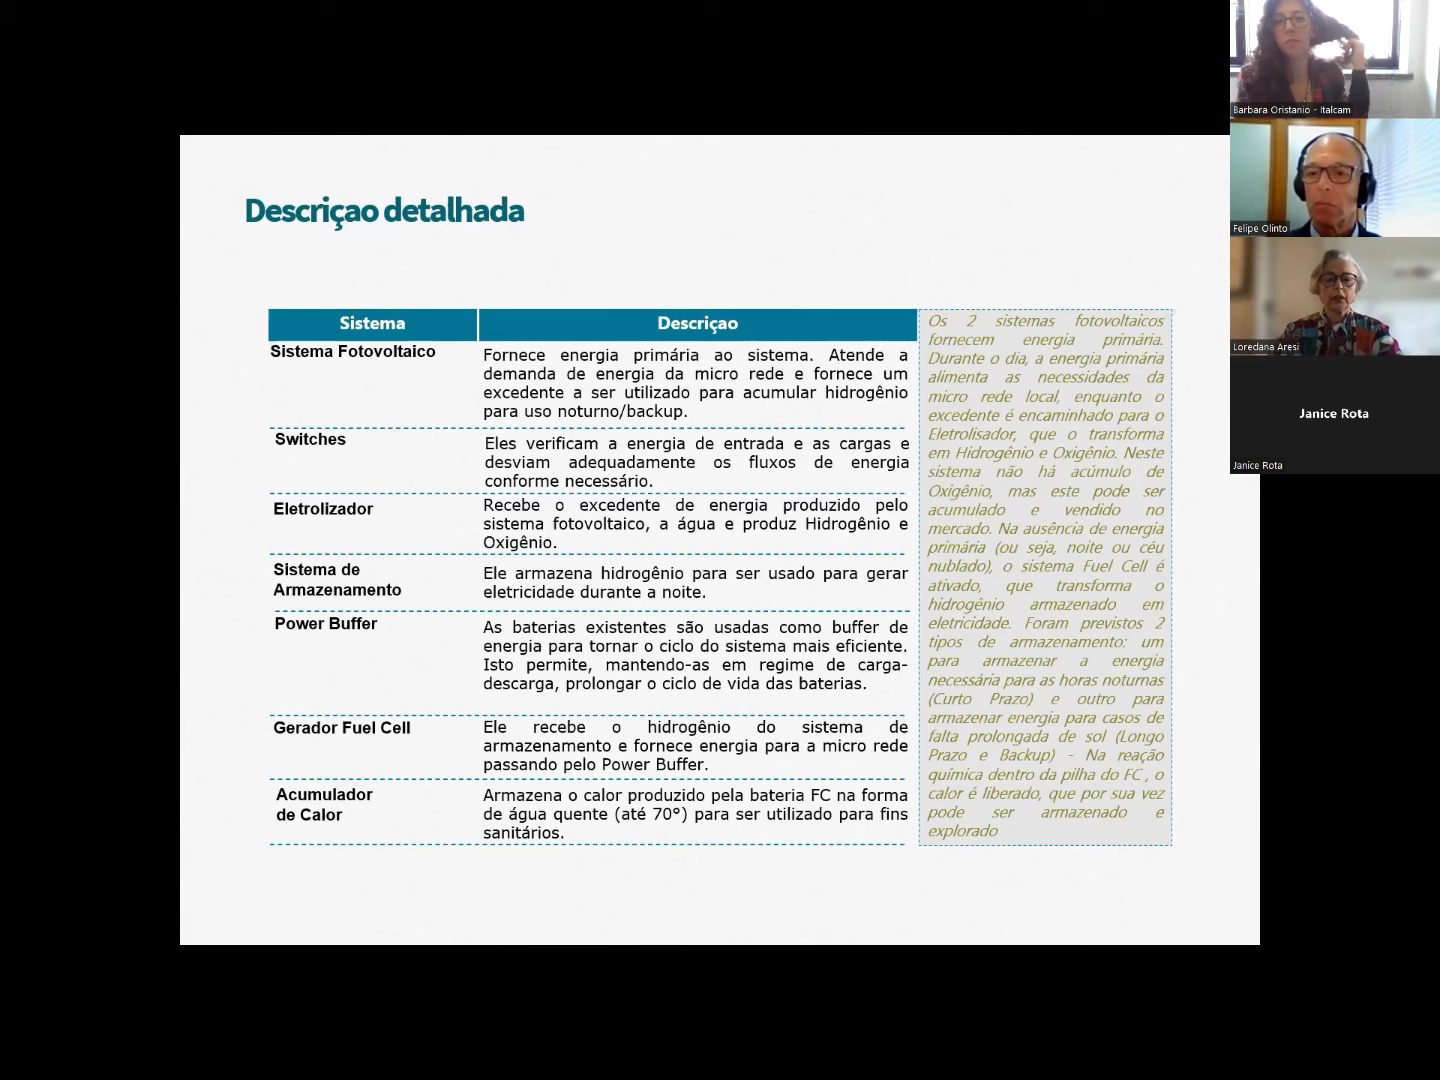 Descriçao detalhada
Sistema
Descriçao
Sistema Fotovoltaico
Fornece energia primária ao sistema. Atende a
demanda de energia da micro rede e fornece um
excedente a ser utilizado para acumular hidrogênio
para uso noturno/backup.
Switches
Eles verificam a energia de entrada e as cargas e
desviam adequadamente os fluxos de energia
conforme necessário.
Eletrolizador
Recebe o excedente de energia produzido pelo
sistema fotovoltaico, a água e produz Hidrogênio e
Oxigênio.
Sistema de
Armazenamento
Ele armazena hidrogênio para ser usado para gerar
eletricidade durante a noite.
Power Buffer
As baterias existentes são usadas como buffer de
energia para tornar o ciclo do sistema mais eficiente.
Isto permite, mantendo-as em regime de carga-
descarga, prolongar o ciclo de vida das baterias.
Gerador Fuel Cell
Ele recebe o hidrogênio do sistema de
armazenamento e fornece energia para a micro rede
passando pelo Power Buffer.
Acumulador
de Calor
Armazena o calor produzido pela bateria FC na forma
de água quente (até 70°) para ser utilizado para fins
sanitários.
Os 2 sistemas fotovoltaicos
fornecem energia primária.
Durante o dia, a energia primária
alimenta as necessidades da
micro rede local, enquanto o
excedente é encaminhado para o
Eletrolisador, que o transforma
em Hidrogênio e Oxigênio. Neste
sistema não há acúmulo de
Oxigênio, mas este pode ser
acumulado e vendido no
mercado. Na ausência de energia
primária (ou seja, noite ou céu
nublado), o sistema Fuel Cell é
ativado, que transforma o
hidrogênio armazenado em
eletricidade. Foram previstos 2
tipos de armazenamento: um
para armazenar a energia
necessária para as horas noturnas
(Curto Prazo) e outro para
armazenar energia para casos de
falta prolongada de sol (Longo
Prazo e Backup) - Na reação
química dentro da pilha do FC , o
calor é liberado, que por sua vez
pode ser armazenado e
explorado
Barbara Oristanio - Italcam
Felipe Olinto
Loredana Aresi
Janice Rota
Janice Rota